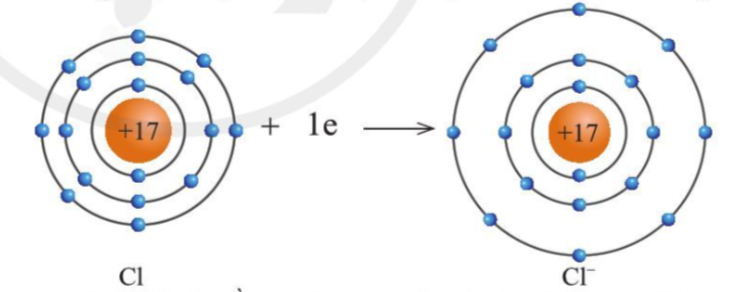 +17 + 1e → +17
Cl Cl⁻